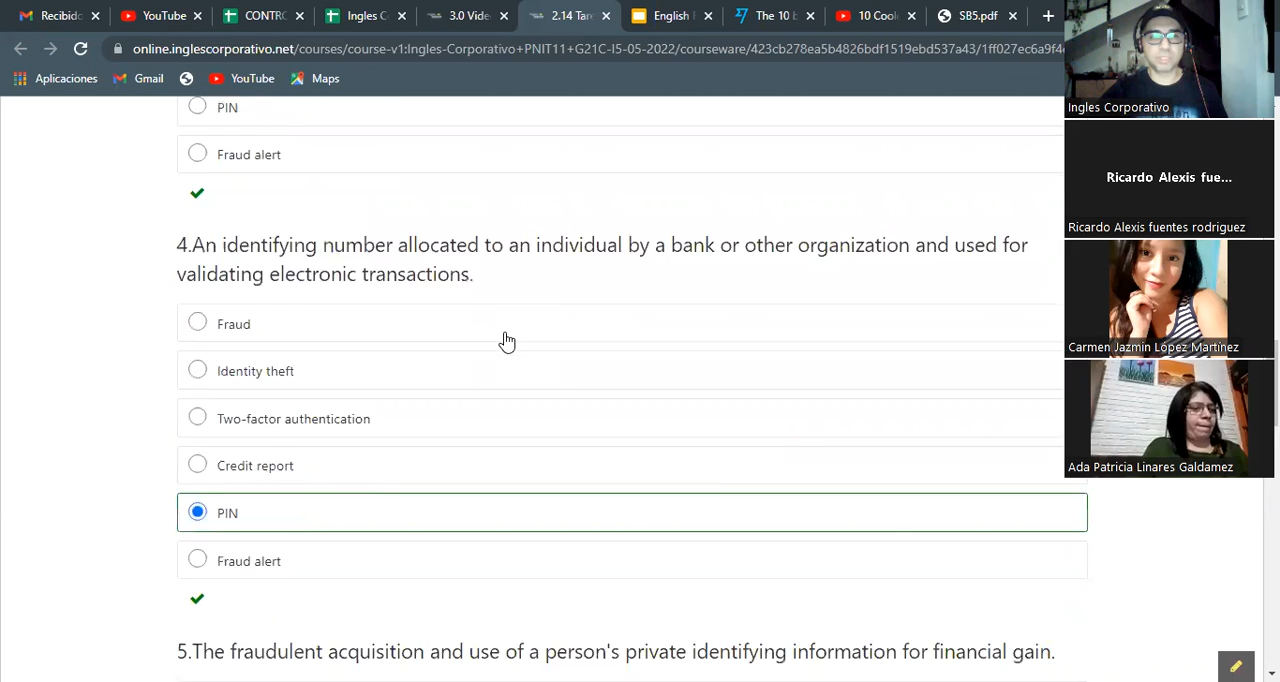 Recibido
YouTube
CONTRO
Ingles C
3.0 Vide
2.14 Tar
English
The 10 b
10 Cool
SB5.pdf
online.inglescorporativo.net/courses/course-v1:Ingles-Corporativo+PNIT11+G21C-I5-05-2022/courseware/423cb278ea5b4826bdf1519ebd537a43/1ff027ec6a9f4
Aplicaciones
Gmail
YouTube
Maps
PIN
Fraud alert
4.An identifying number allocated to an individual by a bank or other organization and used for
validating electronic transactions.
Fraud
Identity theft
Two-factor authentication
Credit report
PIN
Fraud alert
5.The fraudulent acquisition and use of a person's private identifying information for financial gain.
Ingles Corporativo
Ricardo Alexis fue...
Ricardo Alexis fuentes rodriguez
Carmen Jazmin López Martínez
Ada Patricia Linares Galdamez